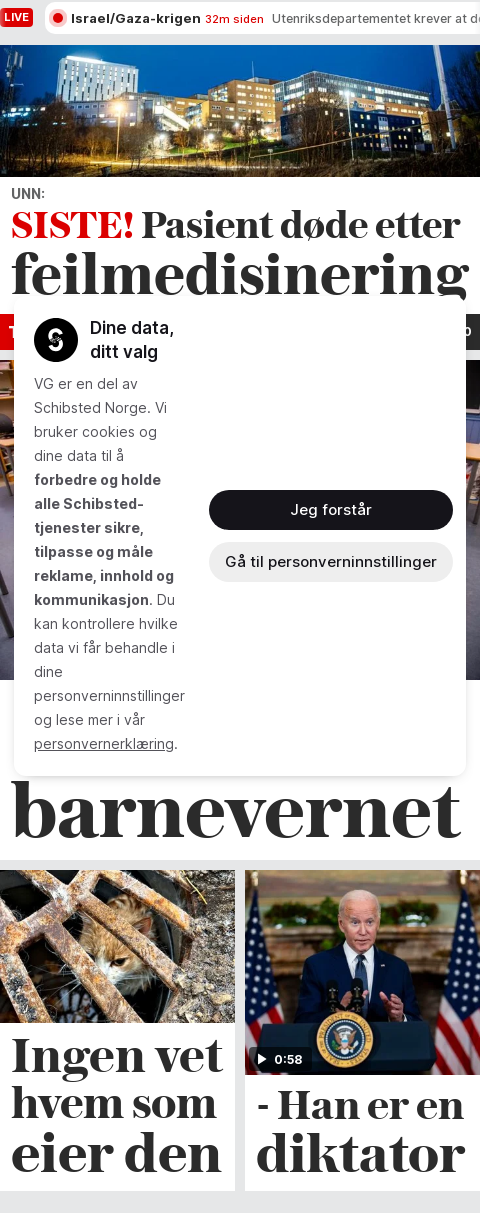 LIVE
Israel/Gaza-krigen 32m siden Utenriksdepartementet krever at
UNN:
SISTE! Pasient døde etter
feilmedisinering
Dine data,
ditt valg
VG er en del av
Schibsted Norge. Vi
bruker cookies og
dine data til å
forbedre og holde
alle Schibsted-
tjenester sikre,
tilpasse og måle
reklame, innhold og
kommunikasjon. Du
kan kontrollere hvilke
data vi får behandle i
dine
personverninnstillinger
og lese mer i vår
personvernerklæring.
Jeg forstår
Gå til personverninnstillinger
barnevernet
Ingen vet
hvem som
eier den
0:58
- Han er en
diktator